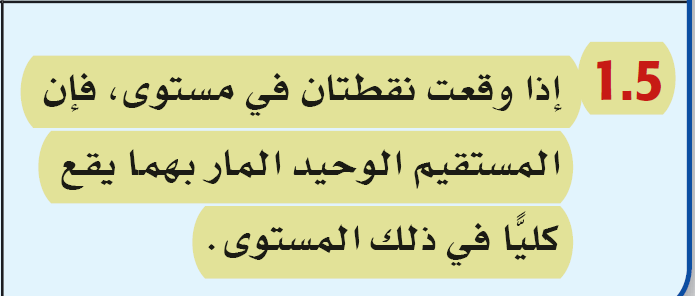 1.5 إذا وقعت نقطتان في مستوى، فإن
المستقيم الوحيد المار بهما يقع
كليًّا في ذلك المستوى.